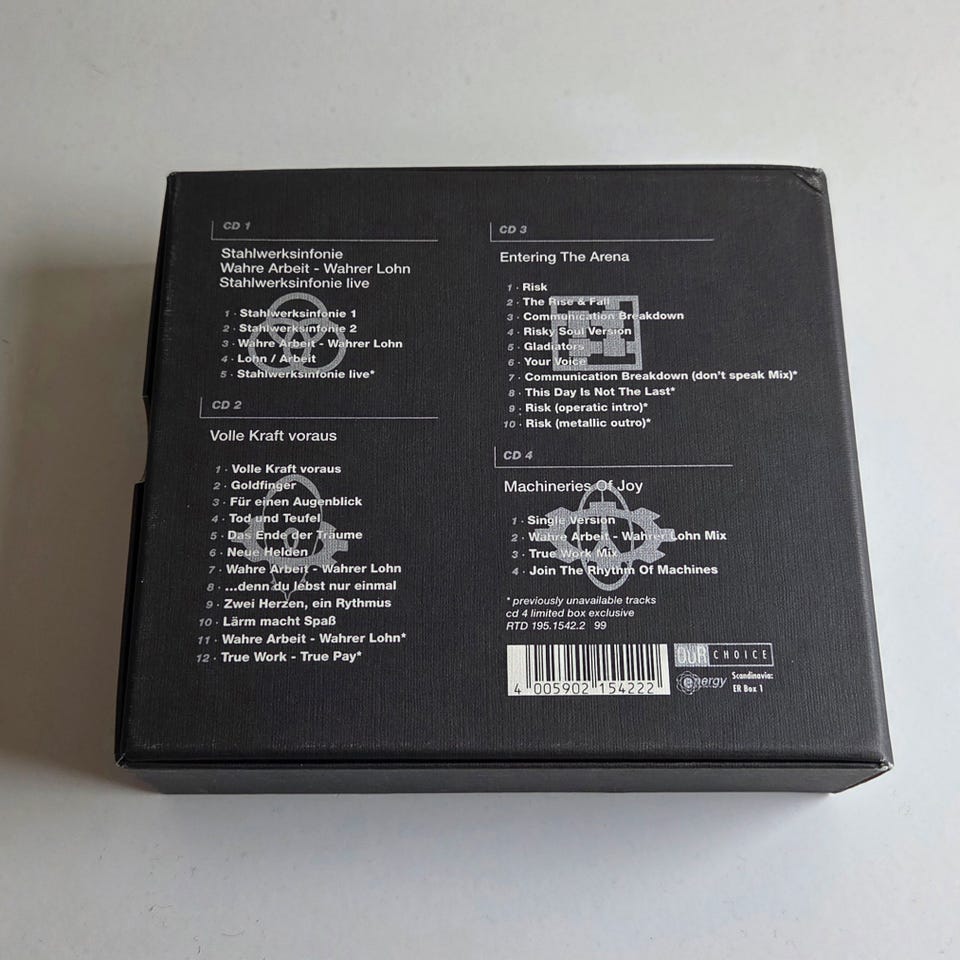 CD 1
Stahlwerksinfonie
Wahre Arbeit - Wahrer Lohn
Stahlwerksinfonie live
1 · Stahlwerksinfonie 1
2 · Stahlwerksinfonie 2
3 · Wahre Arbeit - Wahrer Lohn
4 · Lohn / Arbeit
5 · Stahlwerksinfonie live*
CD 2
Volle Kraft voraus
1 · Volle Kraft voraus
2 · Goldfinger
3 · Für einen Augenblick
4 · Tod und Teufel
5 · Das Ende der Träume
6 · Neue Helden
7 · Wahre Arbeit - Wahrer Lohn
8 · ...denn du lebst nur einmal
9 · Zwei Herzen, ein Rythmus
10 · Lärm macht Spaß
11 · Wahre Arbeit - Wahrer Lohn*
12 · True Work - True Pay*
CD 3
Entering The Arena
1 · Risk
2 · The Rise & Fall
3 · Communication Breakdown
4 · Risky Soul Version
5 · Gladiators
6 · Your Voice
7 · Communication Breakdown (don't speak Mix)*
8 · This Day Is Not The Last*
9 · Risk (operatic intro)*
10 · Risk (metallic outro)*
CD 4
Machineries Of Joy
1 · Single Version
2 · Wahre Arbeit - Wahrer Lohn Mix
3 · True Work Mix
4 · Join The Rhythm Of Machines
* previously unavailable tracks
cd 4 limited box exclusive
RTD 195.1542.2 99
4 005902 154222
OUR CHOICE
energy
Scandinavia:
ER Box 1